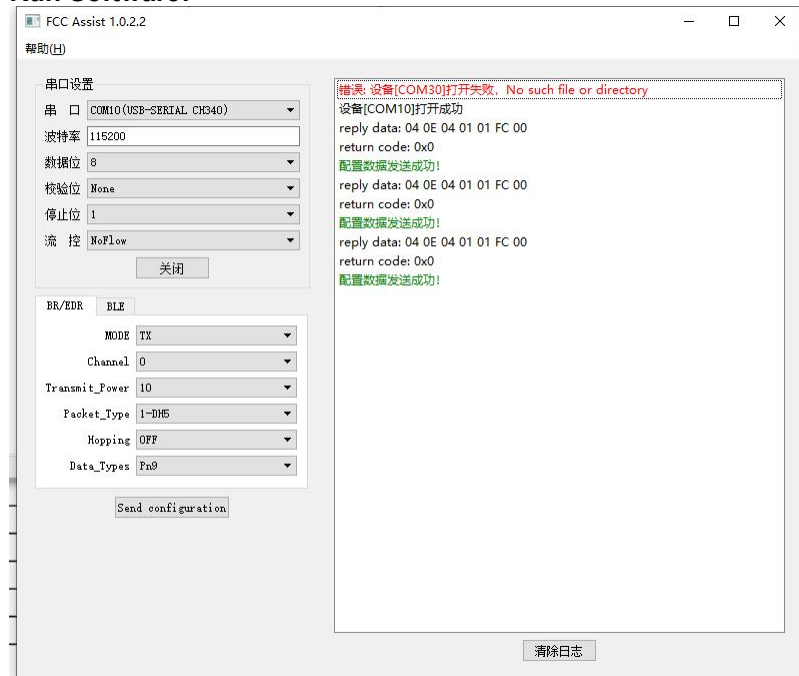 FCC Assist 1.0.2.2
帮助(H)
串口设置
串 口 COM10(USB-SERIAL CH340)
波特率 115200
数据位 8
校验位 None
停止位 1
流 控 NoFlow
关闭
BR/EDR BLE
MODE TX
Channel 0
Transmit_Power 10
Packet_Type 1-DH5
Hopping OFF
Data_Types Pn9
Send configuration
错误: 设备[COM30]打开失败，No such file or directory
设备[COM10]打开成功
reply data: 04 0E 04 01 01 FC 00
return code: 0x0
配置数据发送成功!
reply data: 04 0E 04 01 01 FC 00
return code: 0x0
配置数据发送成功!
reply data: 04 0E 04 01 01 FC 00
return code: 0x0
配置数据发送成功!
清除日志